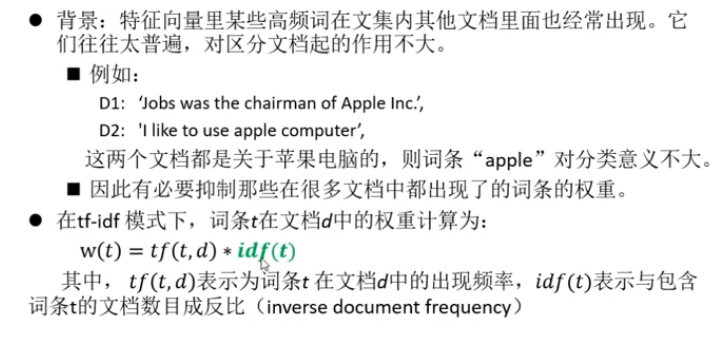 ● 背景：特征向量里某些高频词在文集内其他文档里面也经常出现。它
们往往太普遍，对区分文档起的作用不大。
■ 例如：
D1: ‘Jobs was the chairman of Apple Inc.’,
D2: 'I like to use apple computer’,
这两个文档都是关于苹果电脑的，则词条“apple”对分类意义不大。
■ 因此有必要抑制那些在很多文档中都出现了的词条的权重。
● 在tf-idf 模式下，词条t在文档d中的权重计算为：
w(t) = tf(t,d) * idf(t)
其中， tf(t,d)表示为词条t 在文档d中的出现频率，idf(t)表示与包含
词条t的文档数目成反比（inverse document frequency）